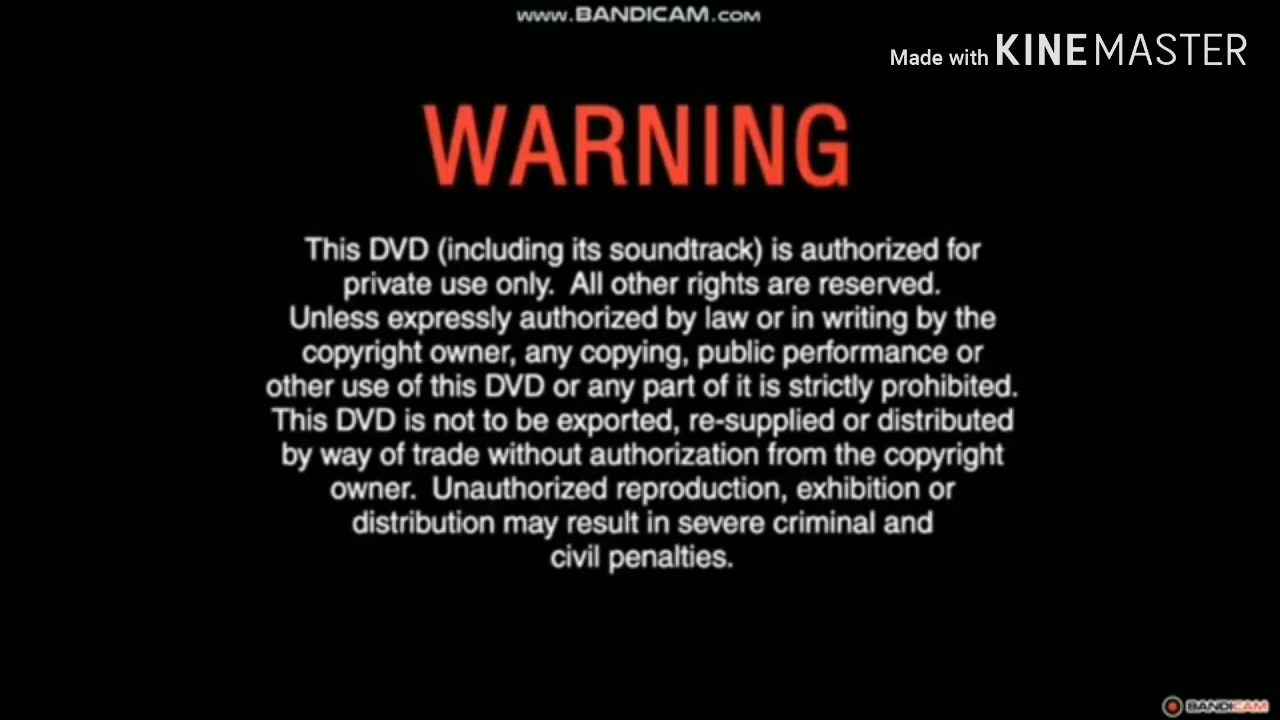 www.BANDICAM.com
Made with KINEMASTER
WARNING
This DVD (including its soundtrack) is authorized for
private use only.  All other rights are reserved.
Unless expressly authorized by law or in writing by the
copyright owner, any copying, public performance or
other use of this DVD or any part of it is strictly prohibited.
This DVD is not to be exported, re-supplied or distributed
by way of trade without authorization from the copyright
owner.  Unauthorized reproduction, exhibition or
distribution may result in severe criminal and
civil penalties.
BANDICAM